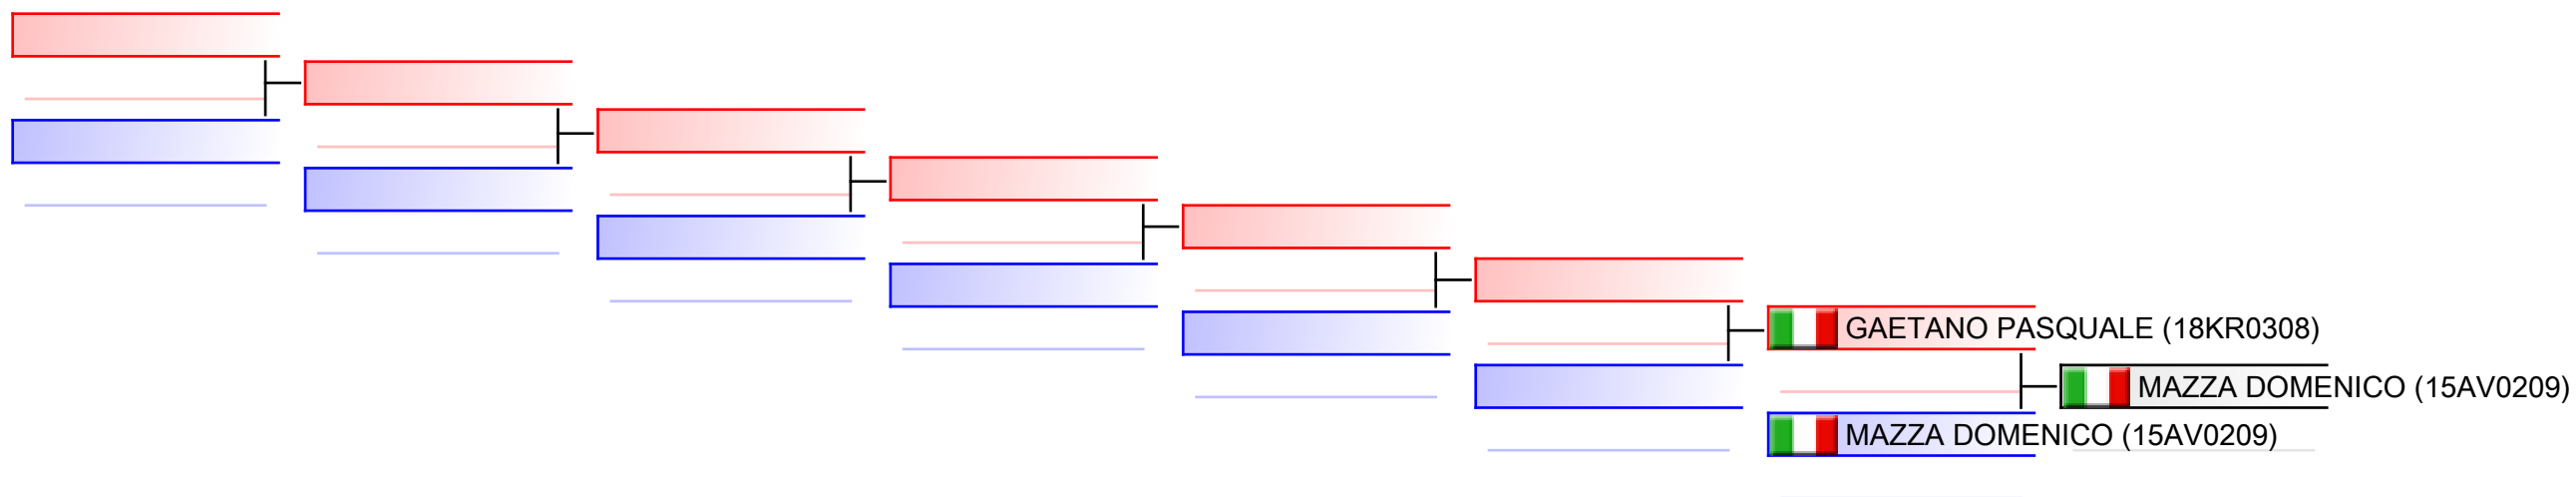 GAETANO PASQUALE (18KR0308)
MAZZA DOMENICO (15AV0209)
MAZZA DOMENICO (15AV0209)